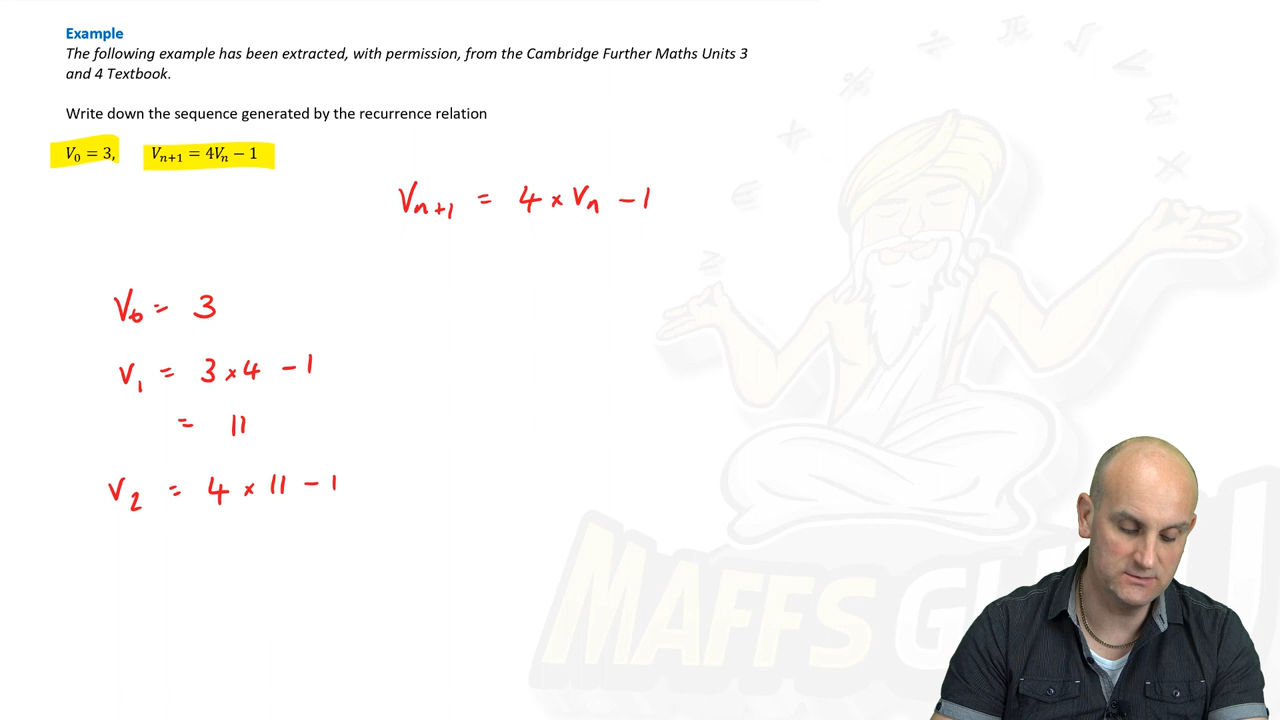 Example
The following example has been extracted, with permission, from the Cambridge Further Maths Units 3
and 4 Textbook.
Write down the sequence generated by the recurrence relation
V₀ = 3, Vₙ₊₁ = 4Vₙ − 1
Vₙ₊₁ = 4 × Vₙ − 1
V₀ = 3
V₁ = 3 × 4 − 1
= 11
V₂ = 4 × 11 − 1
MAFFS GURU